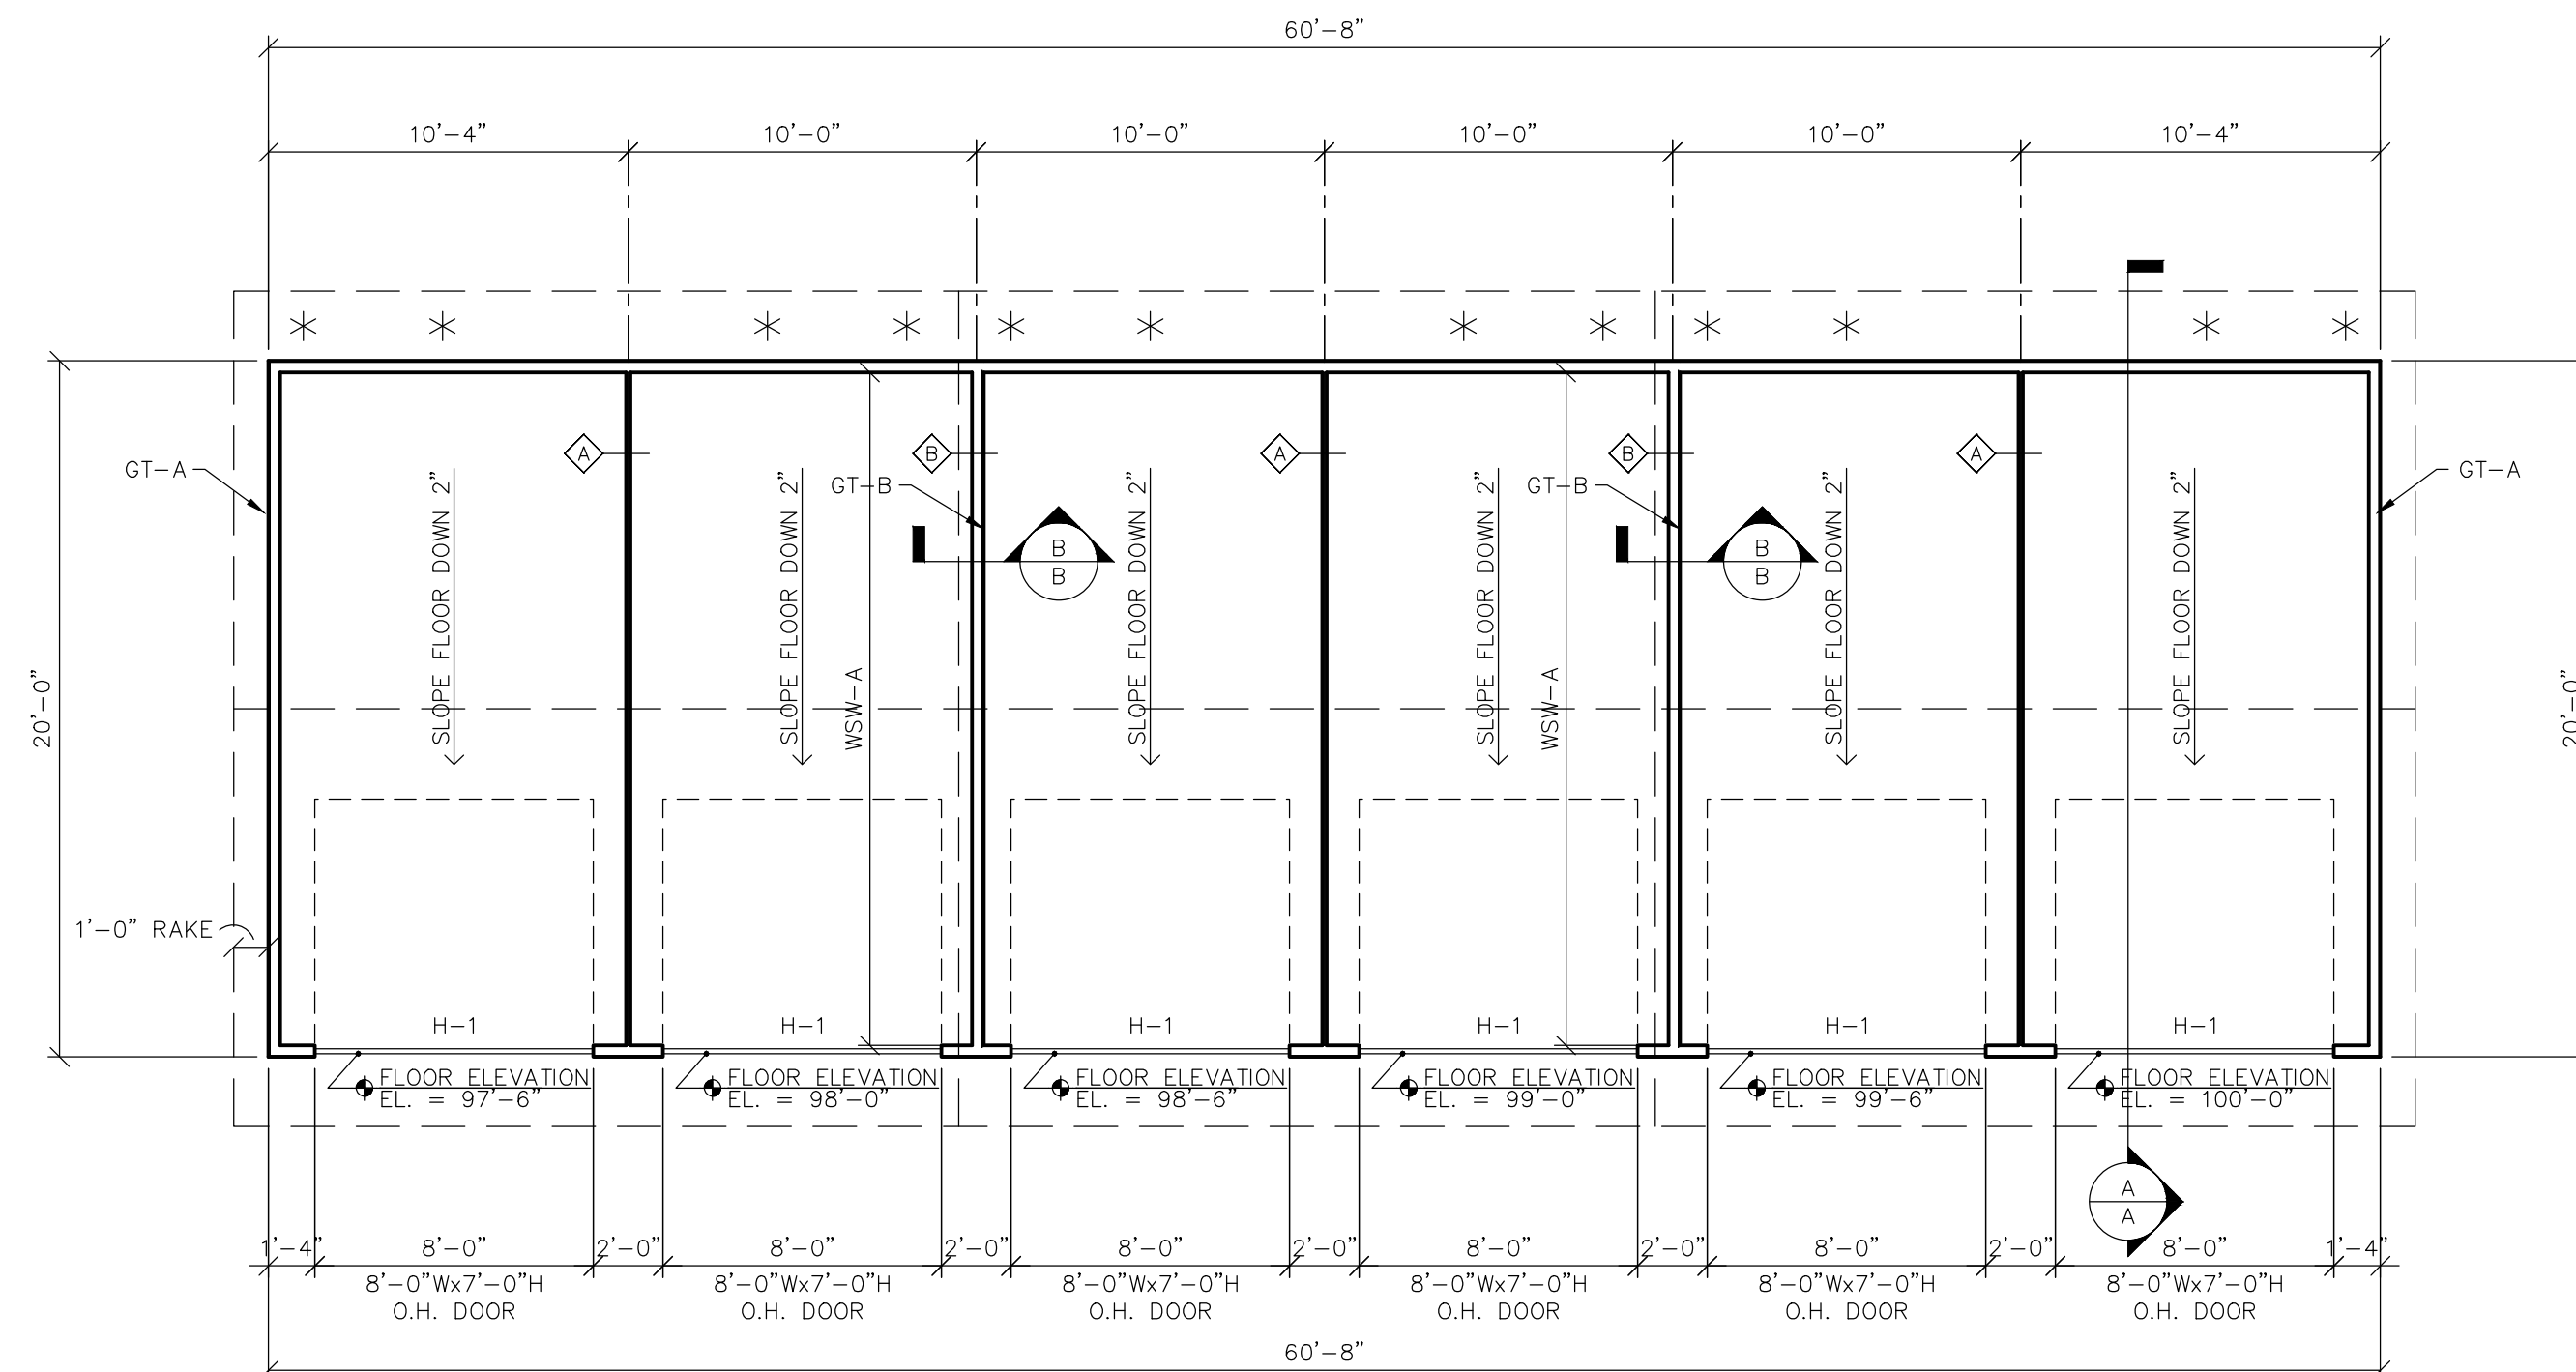 60'-8"
10'-4" 10'-0" 10'-0" 10'-0" 10'-0" 10'-4"
A B A B A
GT-A GT-B GT-B GT-A
SLOPE FLOOR DOWN 2" SLOPE FLOOR DOWN 2" SLOPE FLOOR DOWN 2" SLOPE FLOOR DOWN 2" SLOPE FLOOR DOWN 2" SLOPE FLOOR DOWN 2"
B B
B B
20'-0" WSW-A WSW-A 20'-0"
1'-0" RAKE
H-1 H-1 H-1 H-1 H-1 H-1
FLOOR ELEVATION FLOOR ELEVATION FLOOR ELEVATION FLOOR ELEVATION FLOOR ELEVATION FLOOR ELEVATION
EL. = 97'-6" EL. = 98'-0" EL. = 98'-6" EL. = 99'-0" EL. = 99'-6" EL. = 100'-0"
A
A
1'-4" 8'-0" 2'-0" 8'-0" 2'-0" 8'-0" 2'-0" 8'-0" 2'-0" 8'-0" 2'-0" 8'-0" 1'-4"
8'-0"Wx7'-0"H 8'-0"Wx7'-0"H 8'-0"Wx7'-0"H 8'-0"Wx7'-0"H 8'-0"Wx7'-0"H 8'-0"Wx7'-0"H
O.H. DOOR O.H. DOOR O.H. DOOR O.H. DOOR O.H. DOOR O.H. DOOR
60'-8"